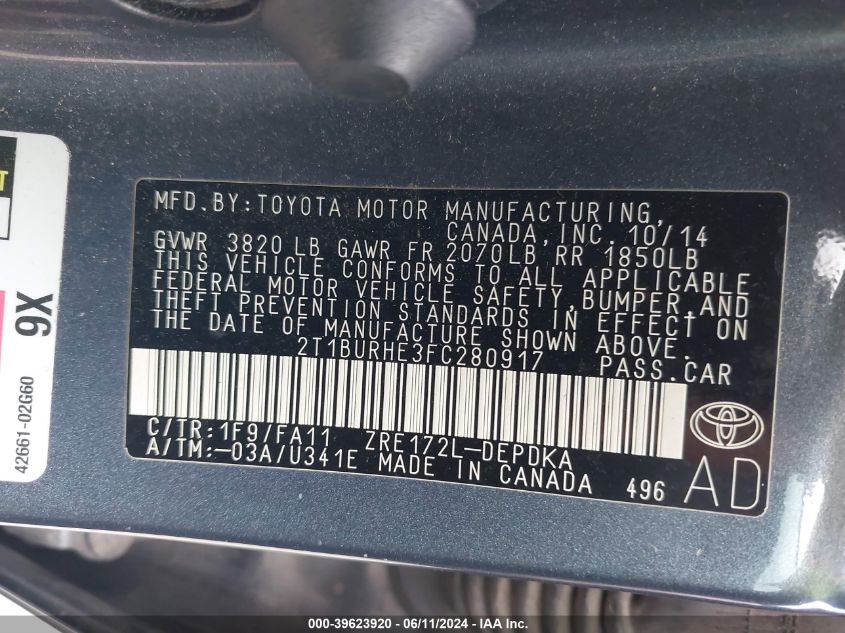 MFD. BY: TOYOTA MOTOR MANUFACTURING,
CANADA, INC. 10/14
GVWR 3820 LB GAWR FR 2070LB RR 1850LB
THIS VEHICLE CONFORMS TO ALL APPLICABLE
FEDERAL MOTOR VEHICLE SAFETY, BUMPER, AND
THEFT PREVENTION STANDARDS IN EFFECT ON
THE DATE OF MANUFACTURE SHOWN ABOVE.
2T1BURHE3FC280917 PASS. CAR
C/TR: 1F9/FA11 ZRE172L-DEPDKA
A/TM: -03A/U341E MADE IN CANADA 496
AD
T
9X
42661-02G60
000-39623920 - 06/11/2024 - IAA Inc.